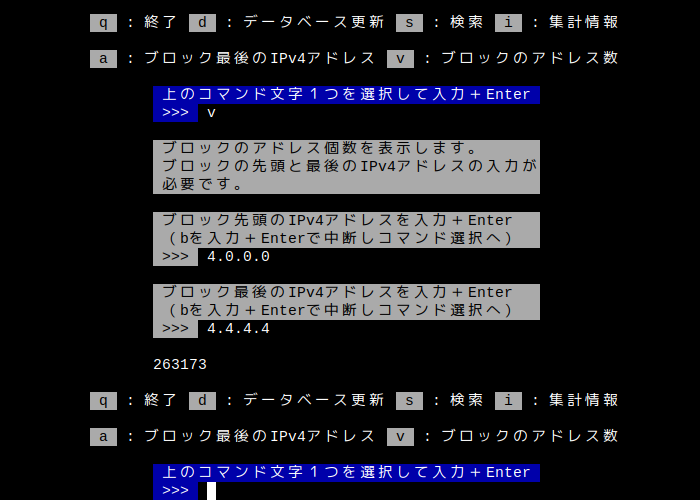 q : 終了 d : データベース更新 s : 検索 i : 集計情報
a : ブロック最後のIPv4アドレス v : ブロックのアドレス数
上のコマンド文字１つを選択して入力＋Enter
>>> v
ブロックのアドレス個数を表示します。
ブロックの先頭と最後のIPv4アドレスの入力が
必要です。
ブロック先頭のIPv4アドレスを入力＋Enter
（bを入力＋Enterで中断しコマンド選択へ）
>>> 4.0.0.0
ブロック最後のIPv4アドレスを入力＋Enter
（bを入力＋Enterで中断しコマンド選択へ）
>>> 4.4.4.4
263173
q : 終了 d : データベース更新 s : 検索 i : 集計情報
a : ブロック最後のIPv4アドレス v : ブロックのアドレス数
上のコマンド文字１つを選択して入力＋Enter
>>>